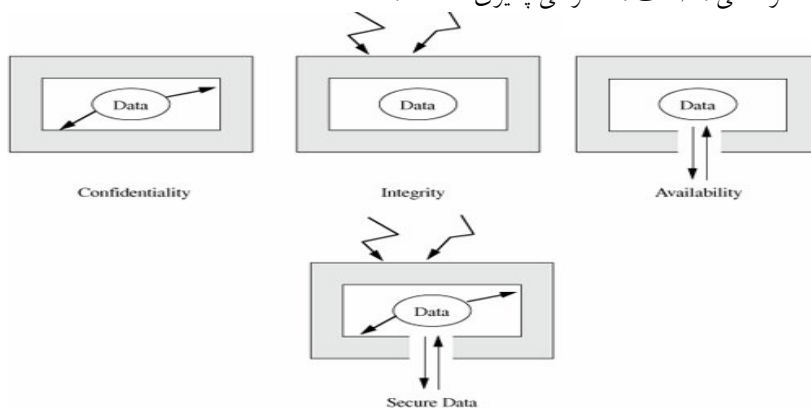 Data
Data
Data
Confidentiality
Integrity
Availability
Data
Secure Data